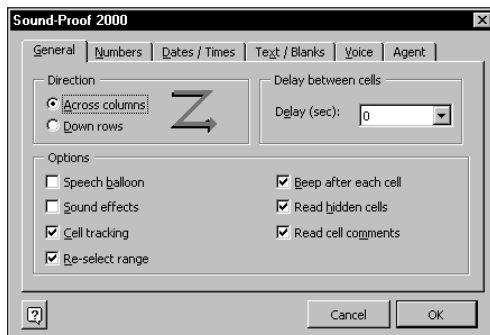 Sound-Proof 2000
General Numbers Dates / Times Text / Blanks Voice Agent
Direction
Across columns
Down rows
Delay between cells
Delay (sec): 0
Options
Speech balloon
Sound effects
Cell tracking
Re-select range
Beep after each cell
Read hidden cells
Read cell comments
Cancel OK